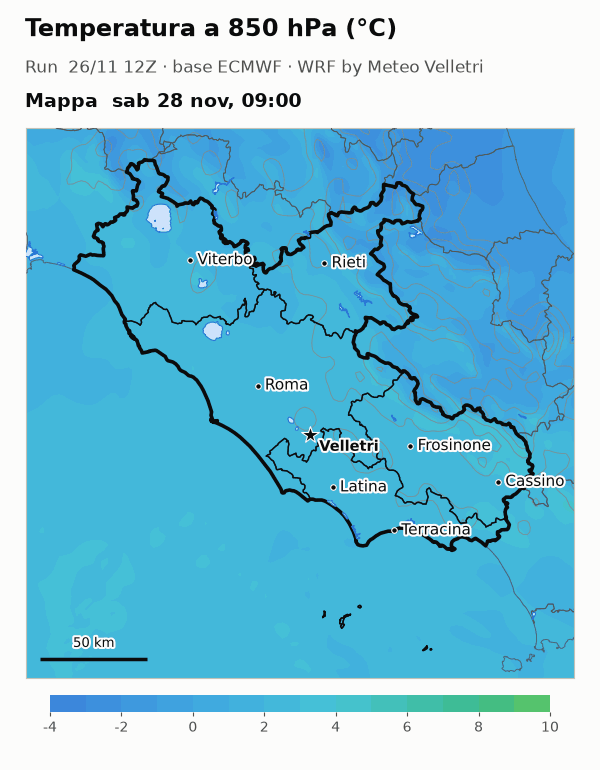 Temperatura a 850 hPa (°C)
Run  26/11 12Z · base ECMWF · WRF by Meteo Velletri
Mappa  sab 28 nov, 09:00
Viterbo
Rieti
Roma
Velletri
Frosinone
Cassino
Latina
Terracina
50 km
-4 -2 0 2 4 6 8 10